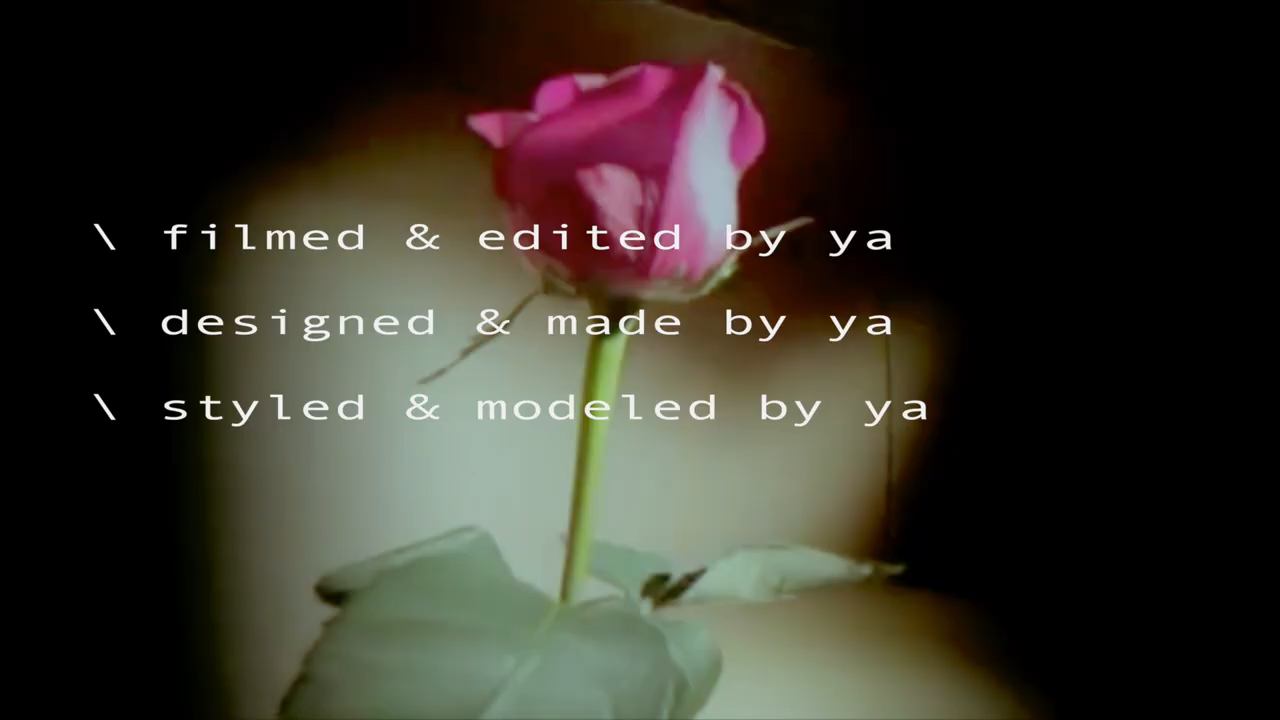 \ filmed & edited by ya
\ designed & made by ya
\ styled & modeled by ya